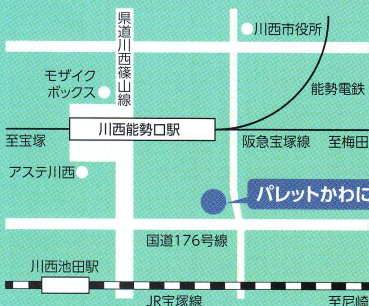 県道川西篠山線
川西市役所
モザイク
ボックス
能勢電鉄
川西能勢口駅
至宝塚
阪急宝塚線
至梅田
アステ川西
パレットかわに
国道176号線
川西池田駅
JR宝塚線
至尼崎